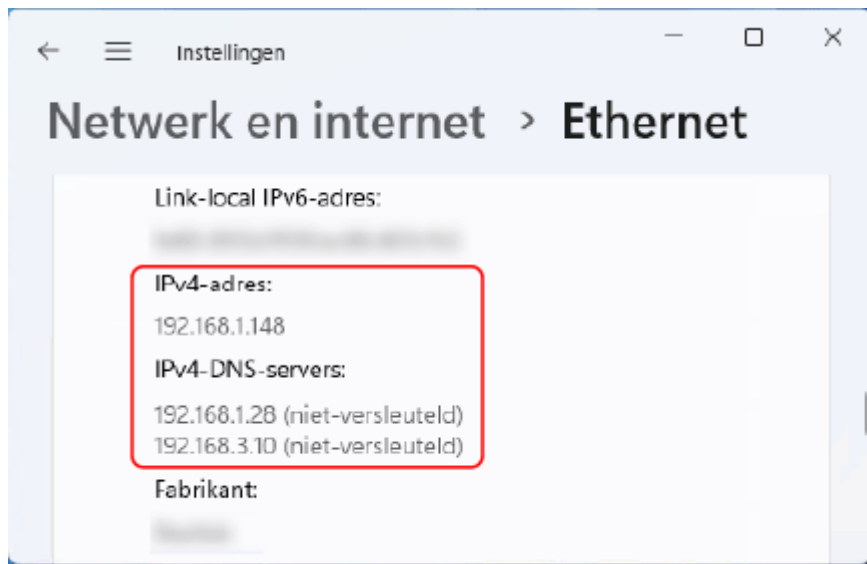 Instellingen
Netwerk en internet > Ethernet
Link-local IPv6-adres:
IPv4-adres:
192.168.1.148
IPv4-DNS-servers:
192.168.1.28 (niet-versleuteld)
192.168.3.10 (niet-versleuteld)
Fabrikant: